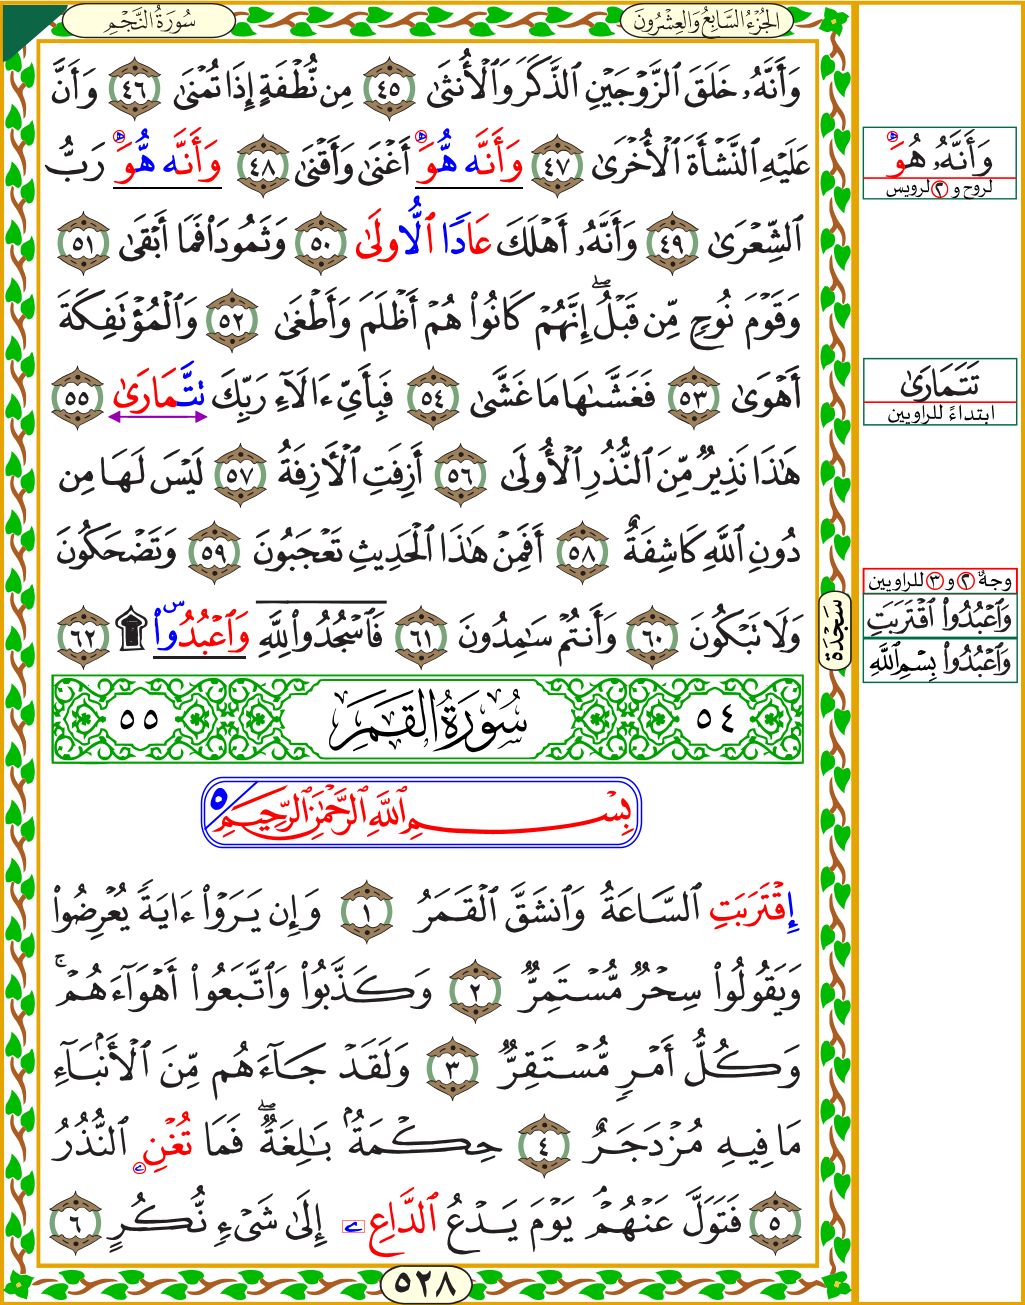 سُورَةُ النَّجْمِ
الجُزْءُ السَّابِعُ وَالعِشْرُونَ
وَأَنَّهُۥ خَلَقَ ٱلزَّوْجَيْنِ ٱلذَّكَرَ وَٱلْأُنثَىٰ ٤٥ مِن نُّطْفَةٍ إِذَا تُمْنَىٰ ٤٦ وَأَنَّ
عَلَيْهِ ٱلنَّشْأَةَ ٱلْأُخْرَىٰ ٤٧ وَأَنَّه هُّوَ أَغْنَىٰ وَأَقْنَىٰ ٤٨ وَأَنَّه هُّوَ رَبُّ
ٱلشِّعْرَىٰ ٤٩ وَأَنَّهُۥ أَهْلَكَ عَادًا ٱلُّاولَىٰ ٥٠ وَثَمُودَا۟ فَمَا أَبْقَىٰ ٥١
وَقَوْمَ نُوحٍ مِّن قَبْلُ ۖ إِنَّهُمْ كَانُوا۟ هُمْ أَظْلَمَ وَأَطْغَىٰ ٥٢ وَٱلْمُؤْتَفِكَةَ
أَهْوَىٰ ٥٣ فَغَشَّىٰهَا مَا غَشَّىٰ ٥٤ فَبِأَىِّ ءَالَآءِ رَبِّكَ تَّتَمَارَىٰ ٥٥
هَٰذَا نَذِيرٌ مِّنَ ٱلنُّذُرِ ٱلْأُولَىٰ ٥٦ أَزِفَتِ ٱلْأَزِفَةُ ٥٧ لَيْسَ لَهَا مِن
دُونِ ٱللَّهِ كَاشِفَةٌ ٥٨ أَفَمِنْ هَٰذَا ٱلْحَدِيثِ تَعْجَبُونَ ٥٩ وَتَضْحَكُونَ
وَلَا تَبْكُونَ ٦٠ وَأَنتُمْ سَٰمِدُونَ ٦١ فَٱسْجُدُوا۟ لِلَّهِ وَٱعْبُدُوا۟ س ۩ ٦٢
٥٤ سُورَةُ القَمَرِ ٥٥
بِسْمِ ٱللَّهِ ٱلرَّحْمَٰنِ ٱلرَّحِيمِ ٥
إِقْتَرَبَتِ ٱلسَّاعَةُ وَٱنشَقَّ ٱلْقَمَرُ ١ وَإِن يَرَوْا۟ ءَايَةً يُعْرِضُوا۟
وَيَقُولُوا۟ سِحْرٌ مُّسْتَمِرٌّ ٢ وَكَذَّبُوا۟ وَٱتَّبَعُوا۟ أَهْوَآءَهُمْ ۚ
وَكُلُّ أَمْرٍ مُّسْتَقِرٌّ ٣ وَلَقَدْ جَآءَهُم مِّنَ ٱلْأَنۢبَآءِ
مَا فِيهِ مُزْدَجَرٌ ٤ حِكْمَةٌۢ بَٰلِغَةٌ ۖ فَمَا تُغْنِ ے ٱلنُّذُرُ
٥ فَتَوَلَّ عَنْهُمْ يَوْمَ يَدْعُ ٱلدَّاعِ ے إِلَىٰ شَىْءٍ نُّكُرٍ ٦
٥٢٨
وَأَنَّهُۥ هُوَ
لروح و ٢ لرويس
تَتَمَارَىٰ
ابتداءً للراويين
سَجْدَة
وجهٌ ٢ و ٣ للراويين
وَٱعْبُدُوا۟ ٱقْتَرَبَتِ
وَٱعْبُدُوا۟ بِسْمِ ٱللَّهِ